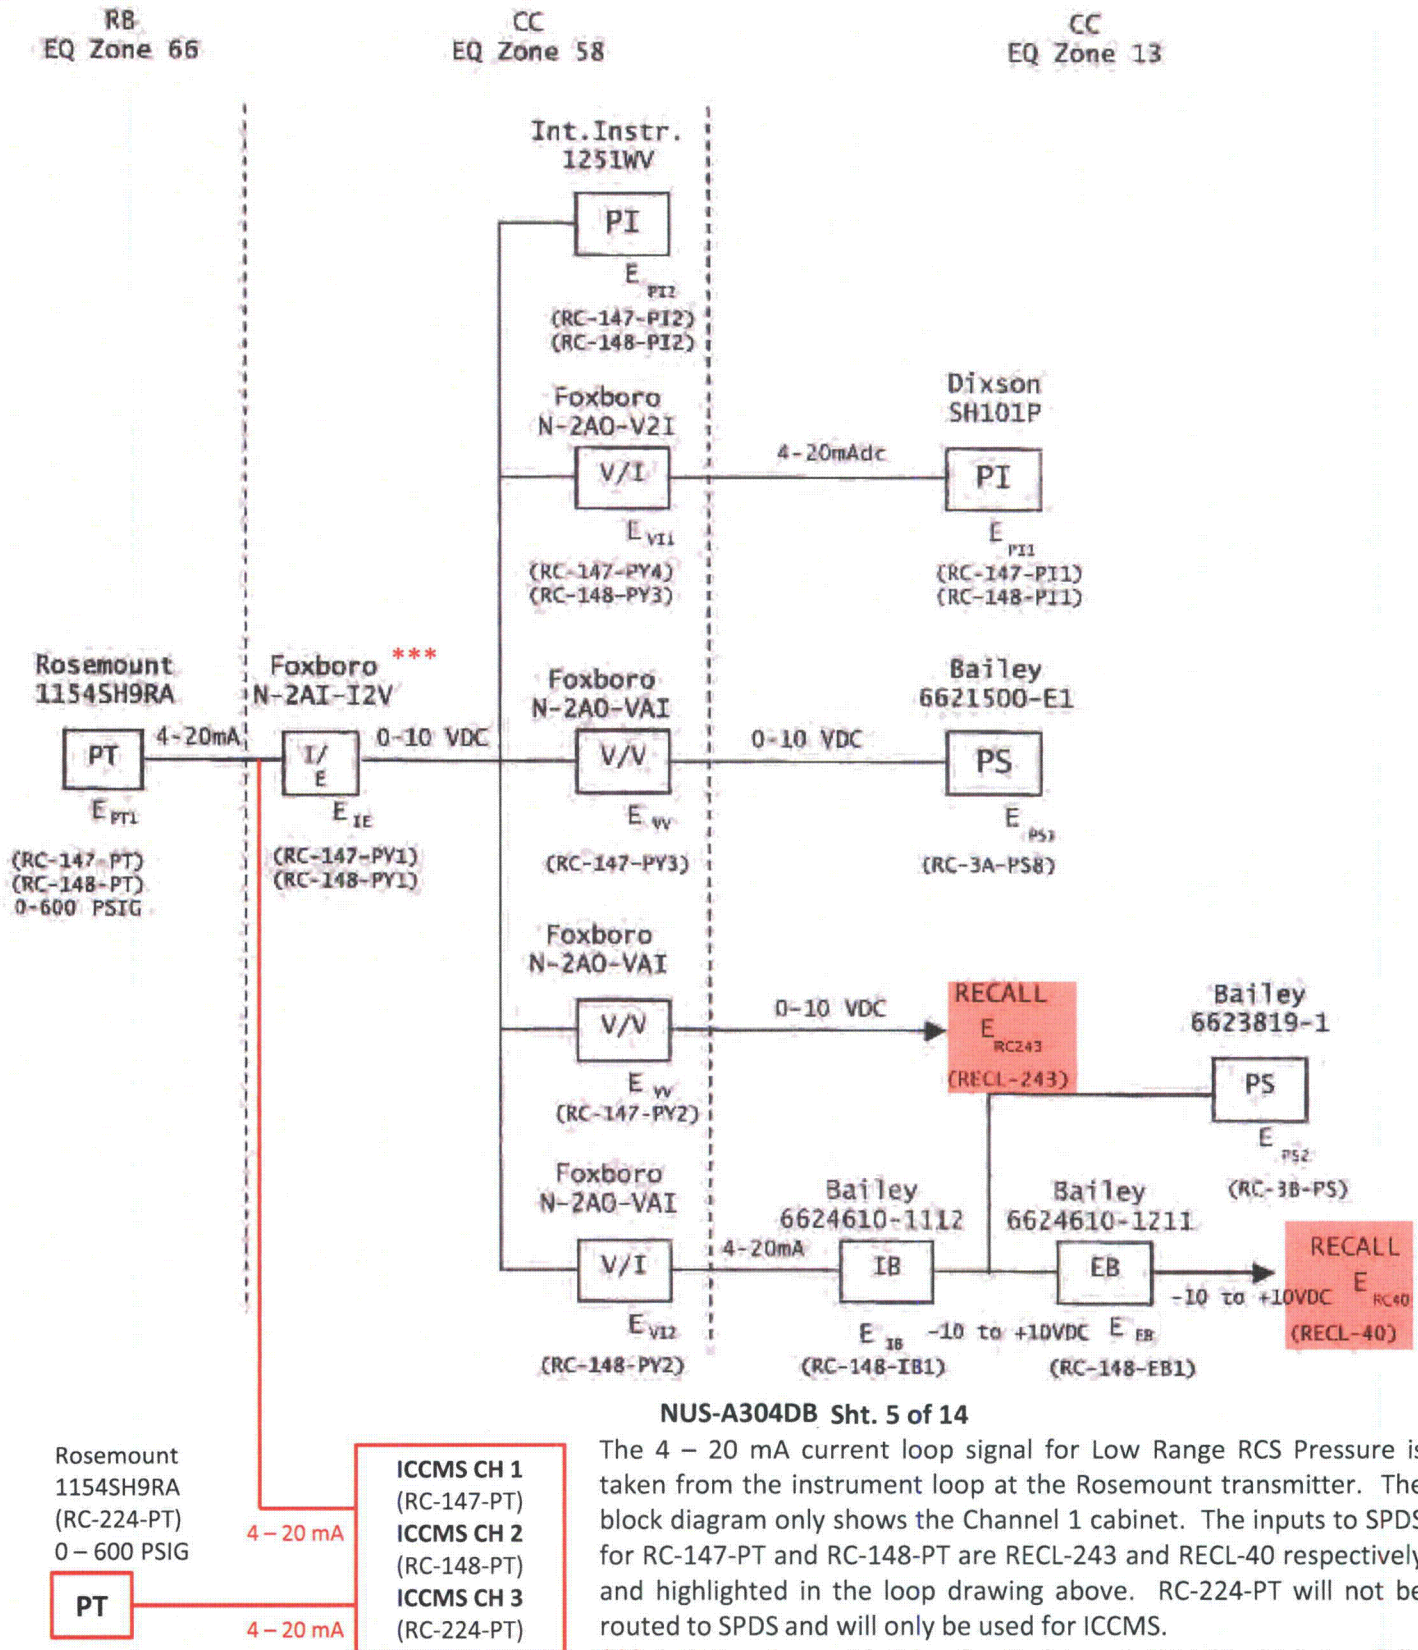 RB
EQ Zone 66
CC
EQ Zone 58
CC
EQ Zone 13
Int.Instr.
1251WV
PI
E PI2
(RC-147-PI2)
(RC-148-PI2)
Foxboro
N-2AO-V2I
V/I
E VI1
(RC-147-PY4)
(RC-148-PY3)
4-20mAdc
Dixson
SH101P
PI
E PI1
(RC-147-PI1)
(RC-148-PI1)
Rosemount
1154SH9RA
PT
E PT1
(RC-147-PT)
(RC-148-PT)
0-600 PSIG
4-20mA
Foxboro ***
N-2AI-I2V
I/
E
E IE
(RC-147-PY1)
(RC-148-PY1)
0-10 VDC
Foxboro
N-2AO-VAI
V/V
E VV
(RC-147-PY3)
0-10 VDC
Bailey
6621500-E1
PS
E PS1
(RC-3A-PS8)
Foxboro
N-2AO-VAI
V/V
E VV
(RC-147-PY2)
0-10 VDC
RECALL
E RC243
(RECL-243)
Bailey
6623819-1
PS
E PS2
(RC-3B-PS)
Foxboro
N-2AO-VAI
V/I
E VI2
(RC-148-PY2)
4-20mA
Bailey
6624610-1112
IB
E IB
(RC-148-IB1)
-10 to +10VDC
Bailey
6624610-1211
EB
E EB
(RC-148-EB1)
-10 to +10VDC
RECALL
E RC40
(RECL-40)
NUS-A304DB Sht. 5 of 14
Rosemount
1154SH9RA
(RC-224-PT)
0 – 600 PSIG
PT
4 – 20 mA
4 – 20 mA
ICCMS CH 1
(RC-147-PT)
ICCMS CH 2
(RC-148-PT)
ICCMS CH 3
(RC-224-PT)
The 4 – 20 mA current loop signal for Low Range RCS Pressure is
taken from the instrument loop at the Rosemount transmitter. The
block diagram only shows the Channel 1 cabinet. The inputs to SPDS
for RC-147-PT and RC-148-PT are RECL-243 and RECL-40 respectively
and highlighted in the loop drawing above. RC-224-PT will not be
routed to SPDS and will only be used for ICCMS.